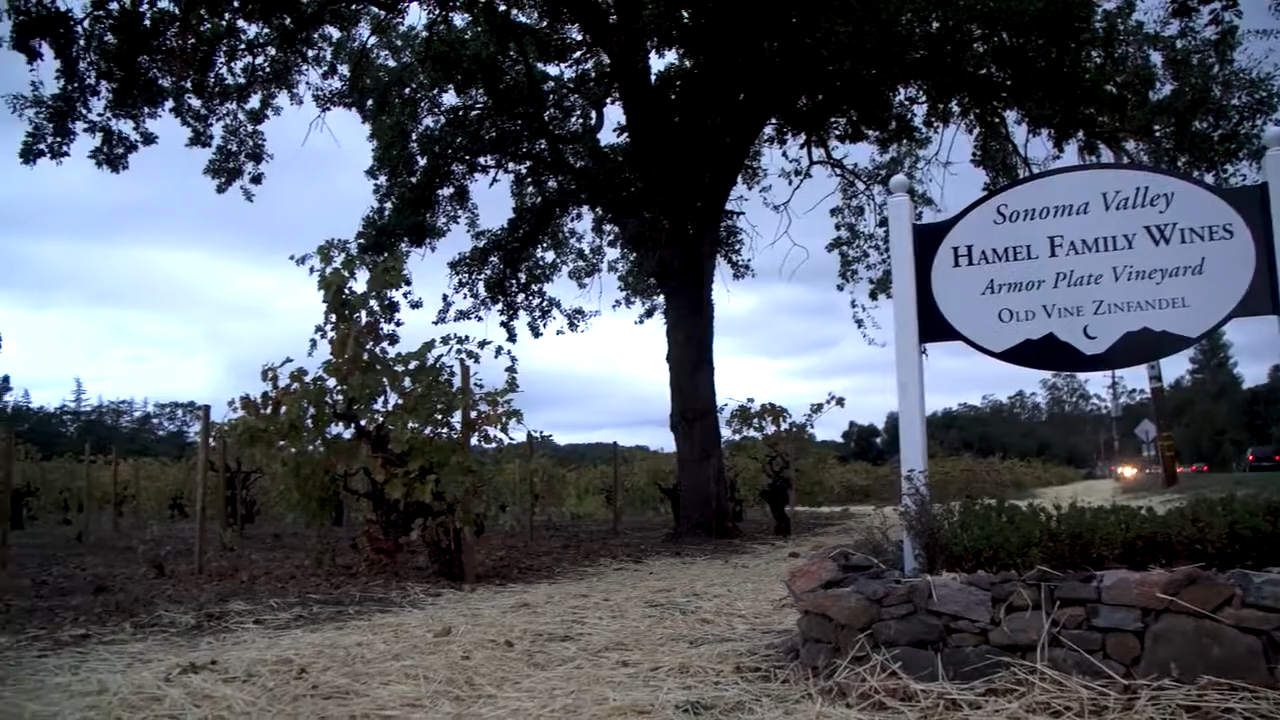 Sonoma Valley
HAMEL FAMILY WINES
Armor Plate Vineyard
OLD VINE ZINFANDEL